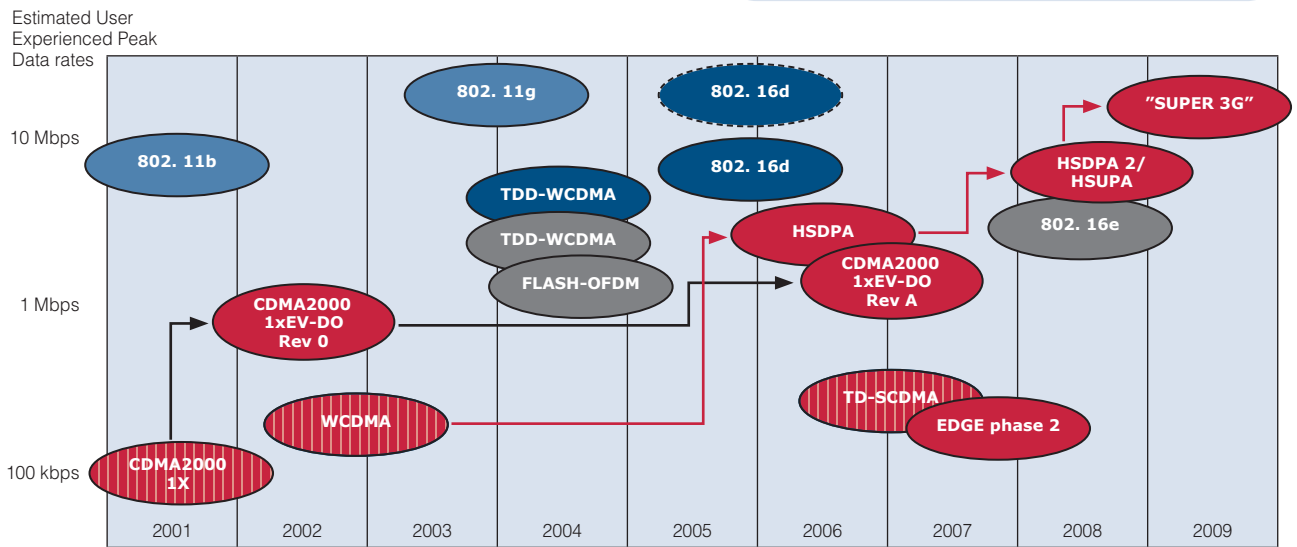 Estimated User
Experienced Peak
Data rates
802. 11g
802. 16d
"SUPER 3G"
10 Mbps
802. 11b
802. 16d
HSDPA 2/
HSUPA
TDD-WCDMA
TDD-WCDMA
HSDPA
802. 16e
FLASH-OFDM
CDMA2000
1xEV-DO
Rev A
1 Mbps
CDMA2000
1xEV-DO
Rev 0
WCDMA
TD-SCDMA
EDGE phase 2
100 kbps
CDMA2000
1X
2001
2002
2003
2004
2005
2006
2007
2008
2009